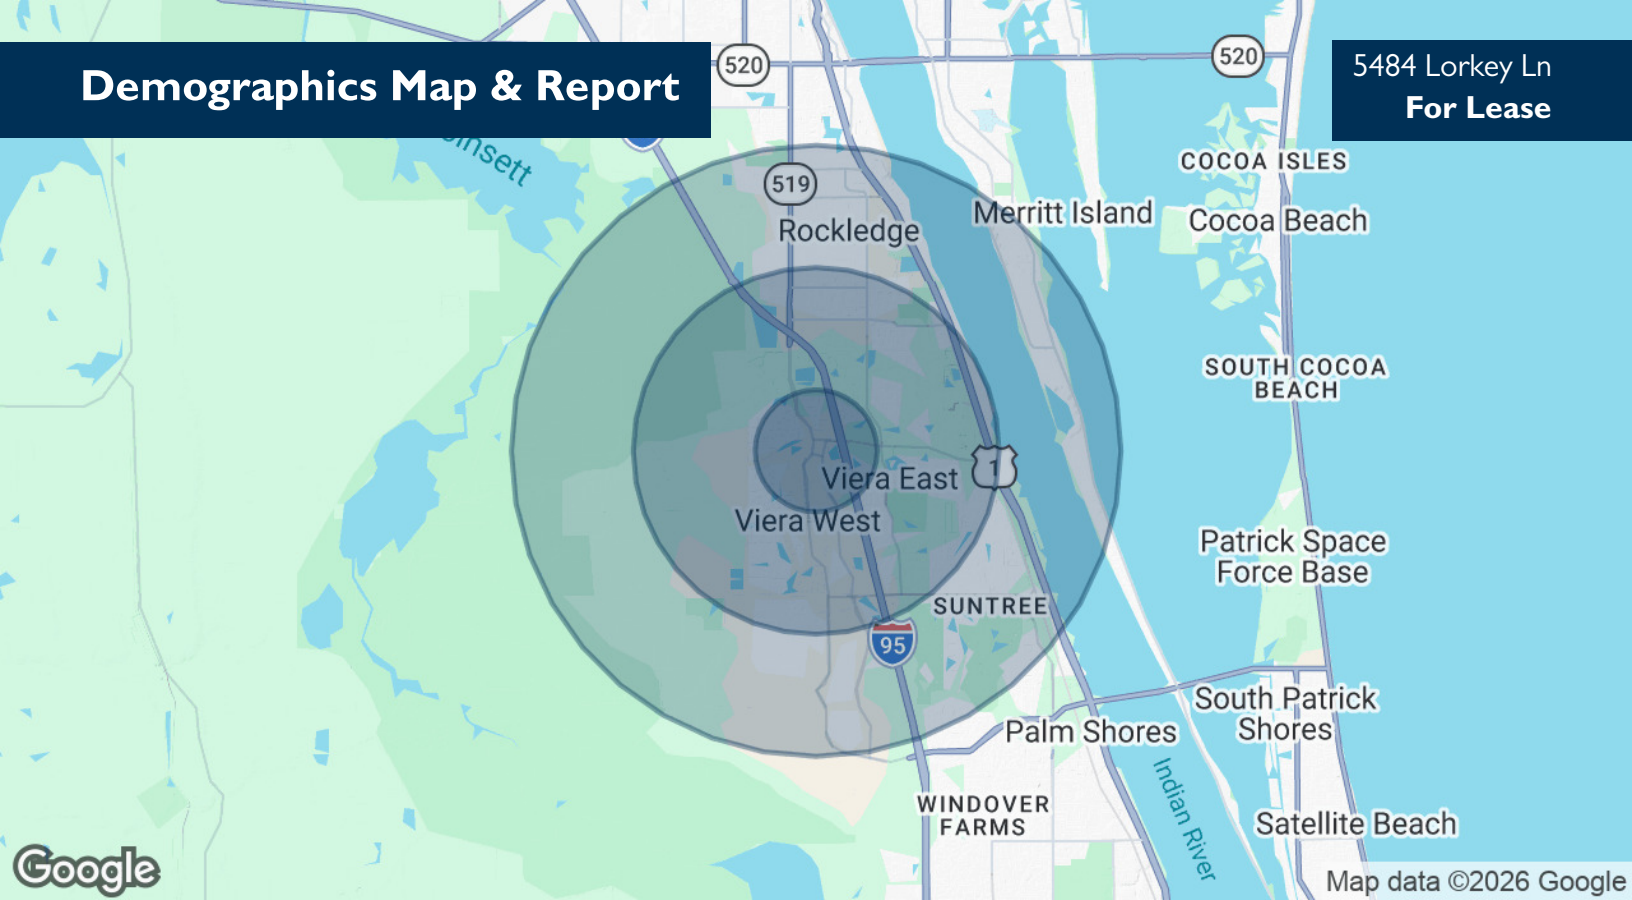 520
520
Demographics Map & Report
5484 Lorkey Ln
For Lease
COCOA ISLES
519
Merritt Island
Cocoa Beach
Rockledge
SOUTH COCOA
BEACH
1
Viera East
Viera West
Patrick Space
Force Base
SUNTREE
95
South Patrick
Shores
Palm Shores
Indian River
WINDOVER
FARMS
Satellite Beach
Google
Map data ©2026 Google